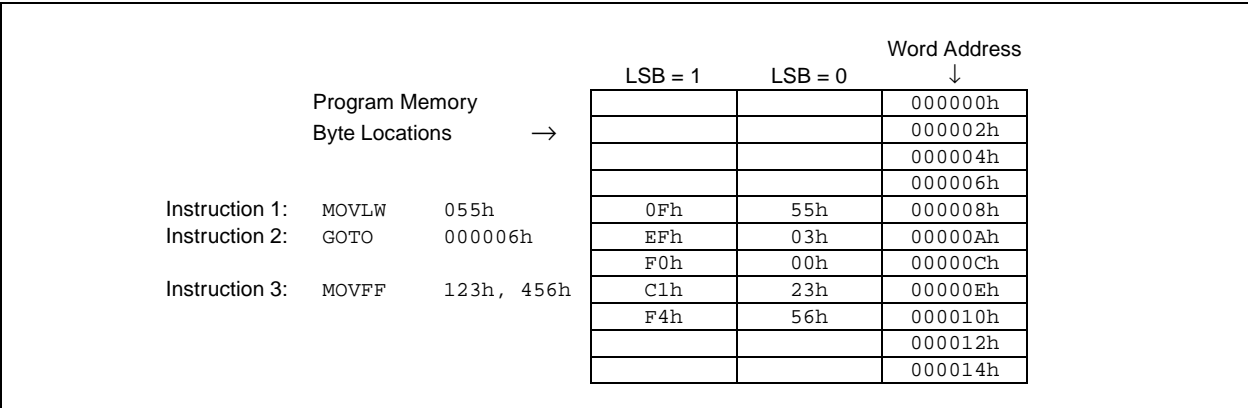 Word Address
LSB = 1 LSB = 0 ↓
Program Memory 000000h
Byte Locations → 000002h
000004h
000006h
Instruction 1: MOVLW 055h 0Fh 55h 000008h
Instruction 2: GOTO 000006h EFh 03h 00000Ah
F0h 00h 00000Ch
Instruction 3: MOVFF 123h, 456h C1h 23h 00000Eh
F4h 56h 000010h
000012h
000014h